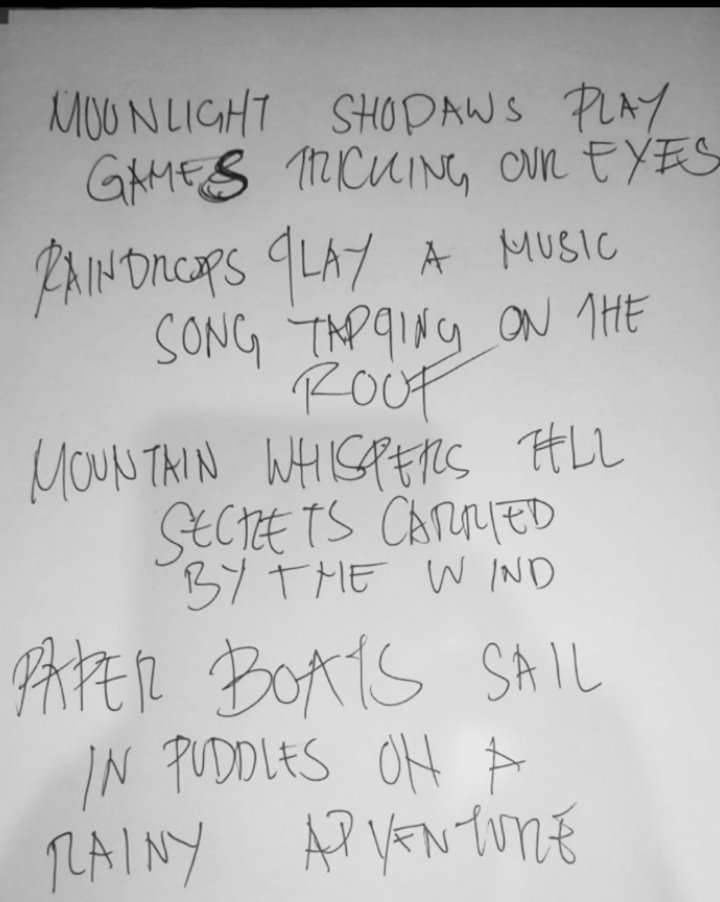 MOONLIGHT SHODAWS PLAY
GAMES TRICKING OUR EYES
RAINDROPS PLAY A MUSIC
SONG TAPPING ON THE
ROOF
MOUNTAIN WHISPERS TELL
SECRETS CARRIED
BY THE WIND
PAPER BOATS SAIL
IN PUDDLES ON A
RAINY ADVENTURE